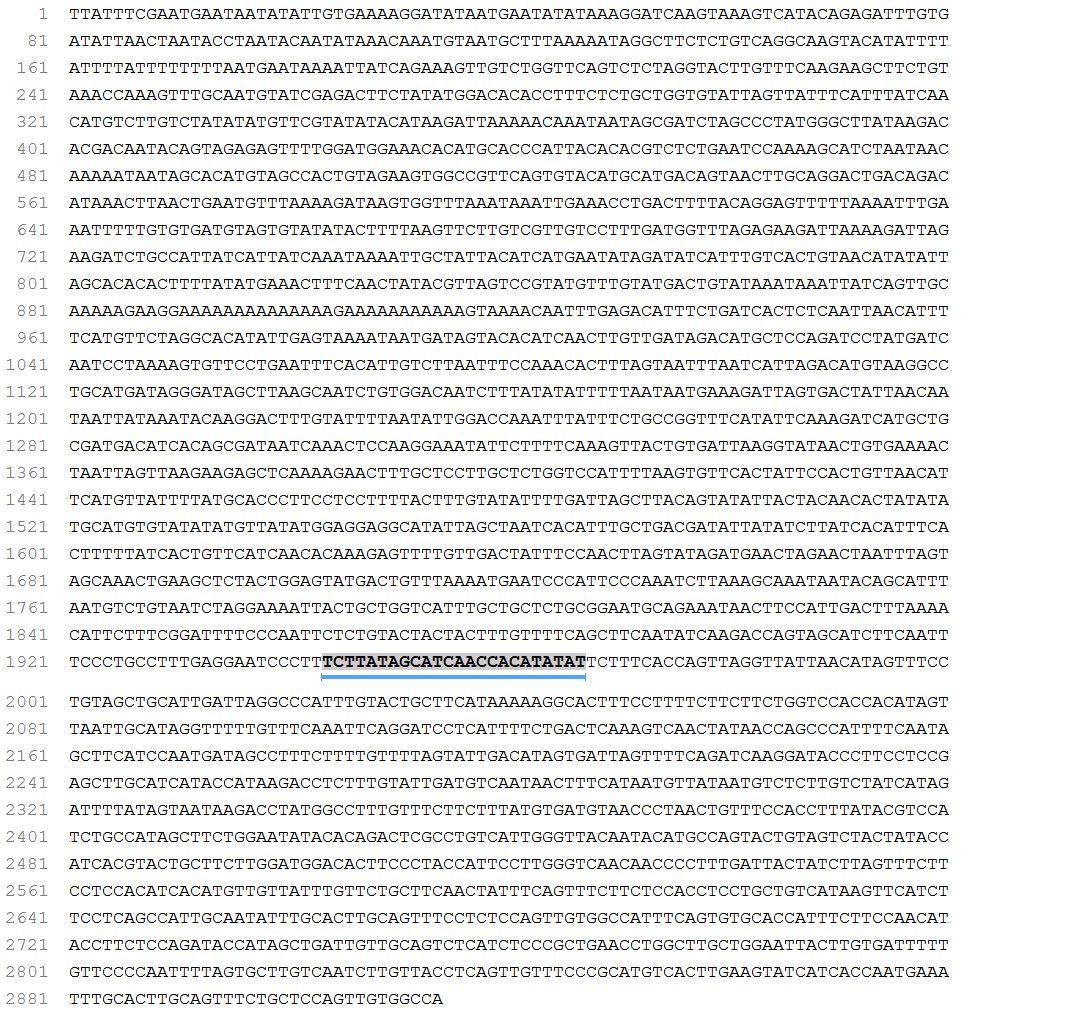 1 TTATTTCGAATGAATAATATATTGTGAAAAGGATATAATGAATATATAAAGGATCAAGTAAAGTCATACAGAGATTTGTG
81 ATATTAACTAATACCTAATACAATATAAACAAATGTAATGCTTTAAAAATAGGCTTCTCTGTCAGGCAAGTACATATTTT
161 ATTTTATTTTTTTTAATGAATAAAATTATCAGAAAGTTGTCTGGTTCAGTCTCTAGGTACTTGTTTCAAGAAGCTTCTGT
241 AAACCAAAGTTTGCAATGTATCGAGACTTCTATATGGACACACCTTTCTCTGCTGGTGTATTAGTTATTTCATTTATCAA
321 CATGTCTTGTCTATATATGTTCGTATATACATAAGATTAAAAACAAATAATAGCGATCTAGCCCTATGGGCTTATAAGAC
401 ACGACAATACAGTAGAGAGTTTTGGATGGAAACACATGCACCCATTACACACGTCTCTGAATCCAAAAGCATCTAATAAC
481 AAAAATAATAGCACATGTAGCCACTGTAGAAGTGGCCGTTCAGTGTACATGCATGACAGTAACTTGCAGGACTGACAGAC
561 ATAAACTTAACTGAATGTTTAAAAGATAAGTGGTTTAAATAAATTGAAACCTGACTTTTACAGGAGTTTTTAAAATTTGA
641 AATTTTTGTGTGATGTAGTGTATATACTTTTAAGTTCTTGTCGTTGTCCTTTGATGGTTTAGAGAAGATTAAAAGATTAG
721 AAGATCTGCCATTATCATTATCAAATAAAATTGCTATTACATCATGAATATAGATATCATTTGTCACTGTAACATATATT
801 AGCACACACTTTTATATGAAACTTTCAACTATACGTTAGTCCGTATGTTTGTATGACTGTATAAATAAATTATCAGTTGC
881 AAAAAGAAGGAAAAAAAAAAAAAAGAAAAAAAAAAAGTAAAACAATTTGAGACATTTCTGATCACTCTCAATTAACATTT
961 TCATGTTCTAGGCACATATTGAGTAAAATAATGATAGTACACATCAACTTGTTGATAGACATGCTCCAGATCCTATGATC
1041 AATCCTAAAAGTGTTCCTGAATTTCACATTGTCTTAATTTCCAAACACTTTAGTAATTTAATCATTAGACATGTAAGGCC
1121 TGCATGATAGGGATAGCTTAAGCAATCTGTGGACAATCTTTATATATTTTTAATAATGAAAGATTAGTGACTATTAACAA
1201 TAATTATAAATACAAGGACTTTGTATTTTAATATTGGACCAAATTTATTTCTGCCGGTTTCATATTCAAAGATCATGCTG
1281 CGATGACATCACAGCGATAATCAAACTCCAAGGAAATATTCTTTTCAAAGTTACTGTGATTAAGGTATAACTGTGAAAAC
1361 TAATTAGTTAAGAAGAGCTCAAAAGAACTTTGCTCCTTGCTCTGGTCCATTTTAAGTGTTCACTATTCCACTGTTAACAT
1441 TCATGTTATTTTATGCACCCTTCCTCCTTTTACTTTGTATATTTTGATTAGCTTACAGTATATTACTACAACACTATATA
1521 TGCATGTGTATATATGTTATATGGAGGAGGCATATTAGCTAATCACATTTGCTGACGATATTATATCTTATCACATTTCA
1601 CTTTTTATCACTGTTCATCAACACAAAGAGTTTTGTTGACTATTTCCAACTTAGTATAGATGAACTAGAACTAATTTAGT
1681 AGCAAACTGAAGCTCTACTGGAGTATGACTGTTTAAAATGAATCCCATTCCCAAATCTTAAAGCAAATAATACAGCATTT
1761 AATGTCTGTAATCTAGGAAAATTACTGCTGGTCATTTGCTGCTCTGCGGAATGCAGAAATAACTTCCATTGACTTTAAAA
1841 CATTCTTTCGGATTTTCCCAATTCTCTGTACTACTACTTTGTTTTCAGCTTCAATATCAAGACCAGTAGCATCTTCAATT
1921 TCCCTGCCTTTGAGGAATCCCTTTCTTATAGCATCAACCACATATATTCTTTCACCAGTTAGGTTATTAACATAGTTTCC
2001 TGTAGCTGCATTGATTAGGCCCATTTGTACTGCTTCATAAAAAGGCACTTTCCTTTTCTTCTTCTGGTCCACCACATAGT
2081 TAATTGCATAGGTTTTTGTTTCAAATTCAGGATCCTCATTTTCTGACTCAAAGTCAACTATAACCAGCCCATTTTCAATA
2161 GCTTCATCCAATGATAGCCTTTCTTTTGTTTTAGTATTGACATAGTGATTAGTTTTCAGATCAAGGATACCCTTCCTCCG
2241 AGCTTGCATCATACCATAAGACCTCTTTGTATTGATGTCAATAACTTTCATAATGTTATAATGTCTCTTGTCTATCATAG
2321 ATTTTATAGTAATAAGACCTATGGCCTTTGTTTCTTCTTTATGTGATGTAACCCTAACTGTTTCCACCTTTATACGTCCA
2401 TCTGCCATAGCTTCTGGAATATACACAGACTCGCCTGTCATTGGGTTACAATACATGCCAGTACTGTAGTCTACTATACC
2481 ATCACGTACTGCTTCTTGGATGGACACTTCCCTACCATTCCTTGGGTCAACAACCCCTTTGATTACTATCTTAGTTTCTT
2561 CCTCCACATCACATGTTGTTATTTGTTCTGCTTCAACTATTTCAGTTTCTTCTCCACCTCCTGCTGTCATAAGTTCATCT
2641 TCCTCAGCCATTGCAATATTTGCACTTGCAGTTTCCTCTCCAGTTGTGGCCATTTCAGTGTGCACCATTTCTTCCAACAT
2721 ACCTTCTCCAGATACCATAGCTGATTGTTGCAGTCTCATCTCCCGCTGAACCTGGCTTGCTGGAATTACTTGTGATTTTT
2801 GTTCCCCAATTTTAGTGCTTGTCAATCTTGTTACCTCAGTTGTTTCCCGCATGTCACTTGAAGTATCATCACCAATGAAA
2881 TTTGCACTTGCAGTTTCTGCTCCAGTTGTGGCCA